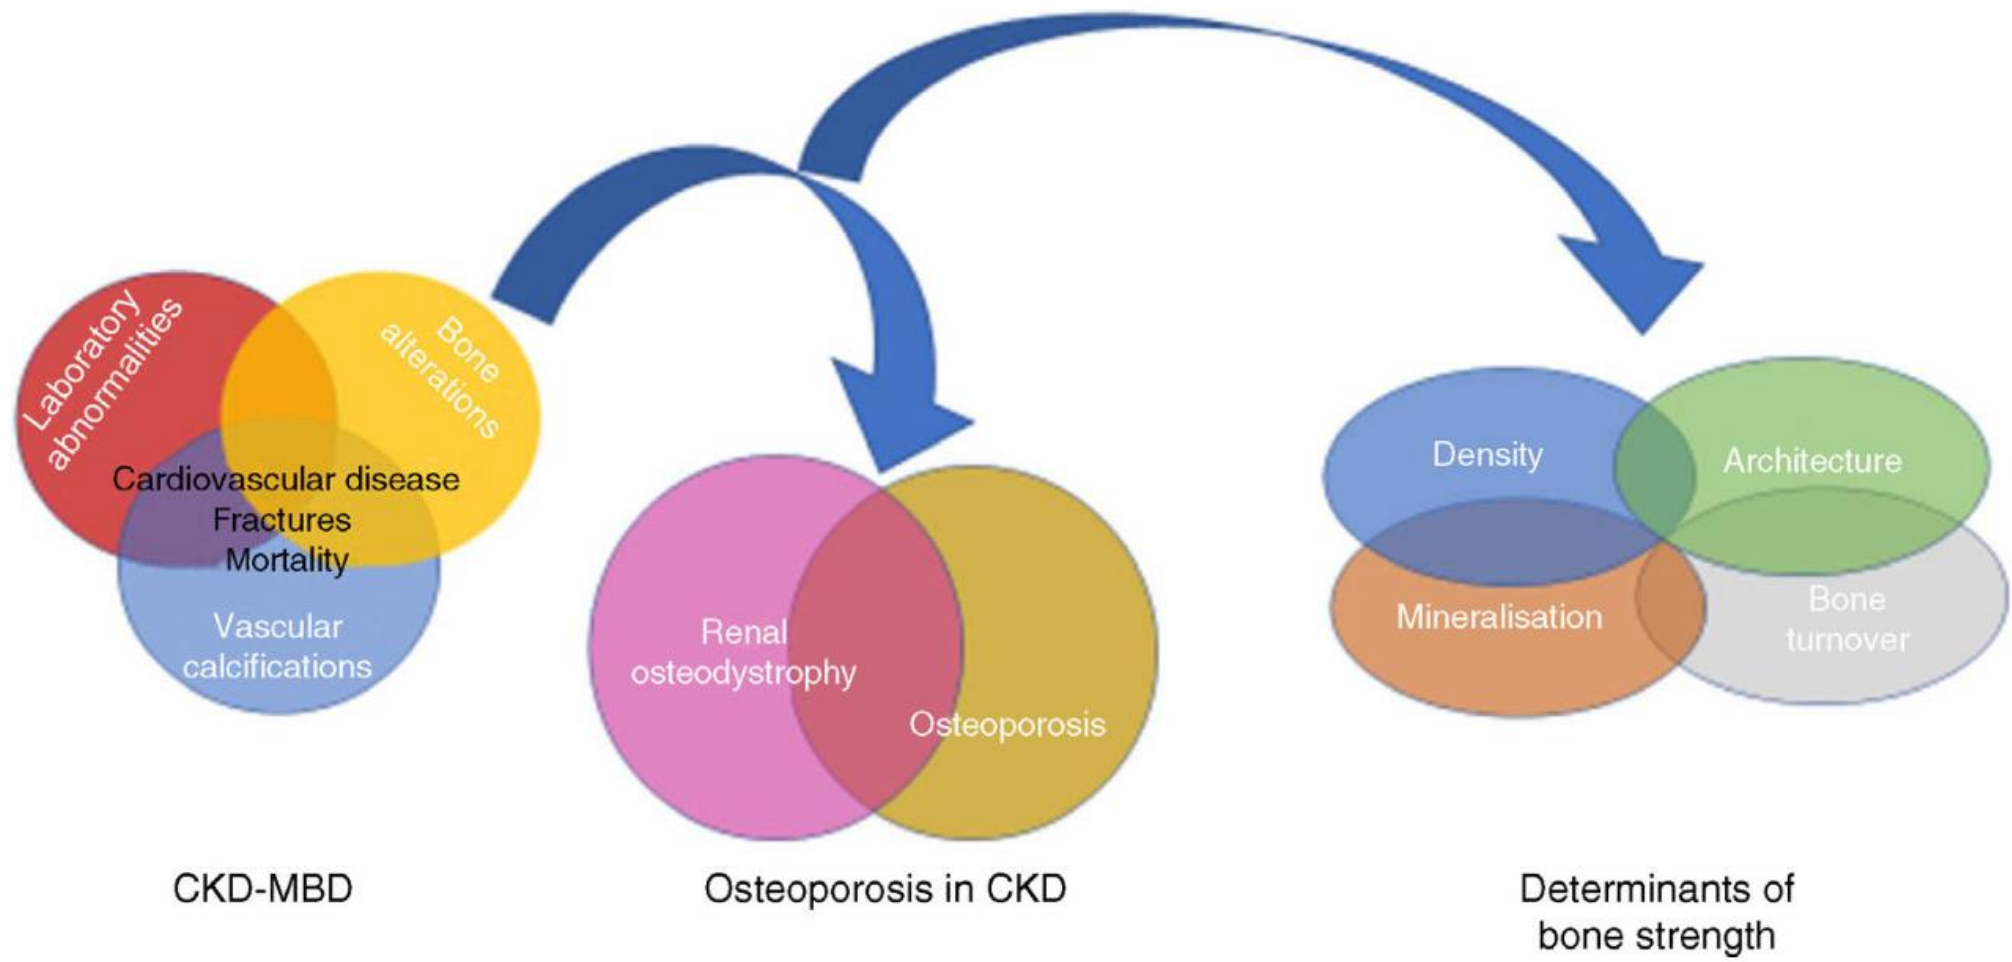 Laboratory
abnormalities
Bone
alterations
Cardiovascular disease
Fractures
Mortality
Vascular
calcifications
CKD-MBD
Renal
osteodystrophy
Osteoporosis
Osteoporosis in CKD
Density
Architecture
Mineralisation
Bone
turnover
Determinants of
bone strength